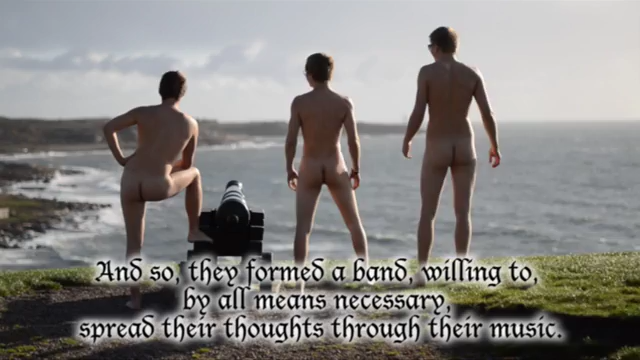 And so, they formed a band, willing to,
by all means necessary,
spread their thoughts through their music.